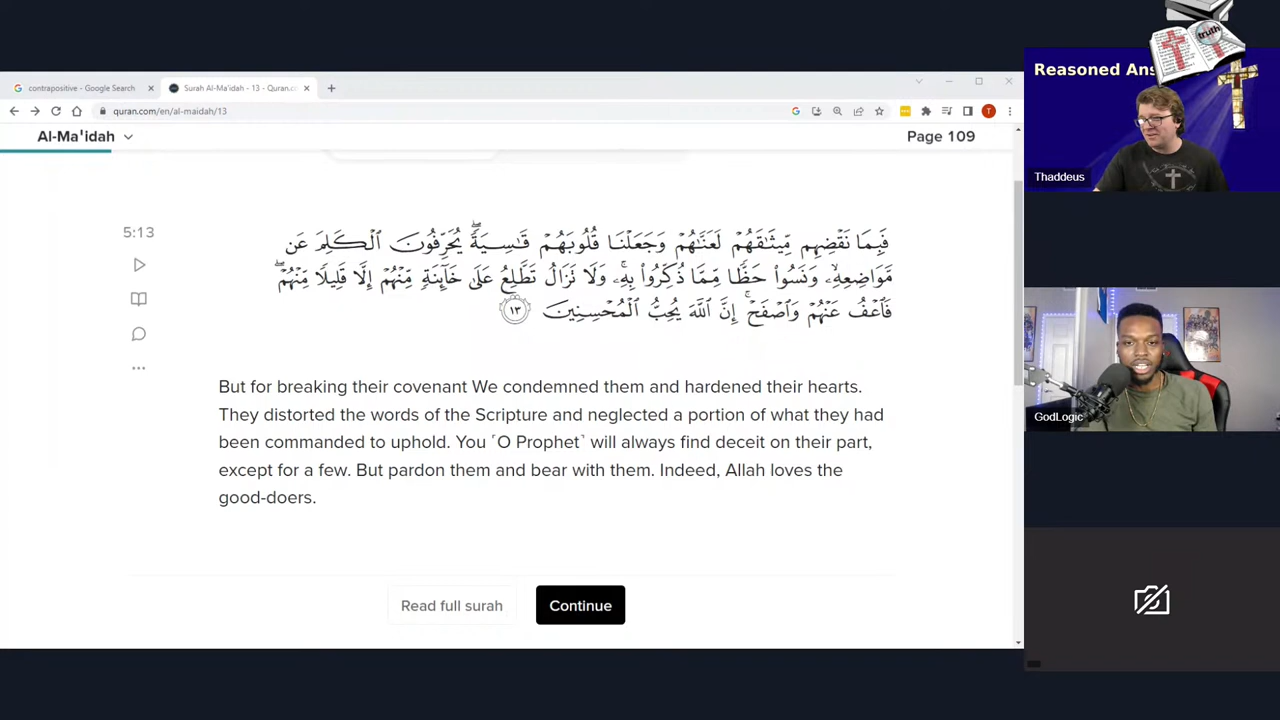 contrapositive - Google Search
Surah Al-Ma'idah - 13 - Quran.c
quran.com/en/al-maidah/13
T
Al-Ma'idah
Page 109
5:13
فَبِمَا نَقْضِهِم مِّيثَـٰقَهُمْ لَعَنَّـٰهُمْ وَجَعَلْنَا قُلُوبَهُمْ قَـٰسِيَةًۭ ۖ يُحَرِّفُونَ ٱلْكَلِمَ عَن
مَّوَاضِعِهِۦ ۙ وَنَسُوا۟ حَظًّۭا مِّمَّا ذُكِّرُوا۟ بِهِۦ ۚ وَلَا تَزَالُ تَطَّلِعُ عَلَىٰ خَآئِنَةٍۢ مِّنْهُمْ إِلَّا قَلِيلًۭا مِّنْهُمْ ۖ
فَٱعْفُ عَنْهُمْ وَٱصْفَحْ ۚ إِنَّ ٱللَّهَ يُحِبُّ ٱلْمُحْسِنِينَ ١٣
But for breaking their covenant We condemned them and hardened their hearts.
They distorted the words of the Scripture and neglected a portion of what they had
been commanded to uphold. You ˹O Prophet˺ will always find deceit on their part,
except for a few. But pardon them and bear with them. Indeed, Allah loves the
good-doers.
Read full surah
Continue
Reasoned Ans
truth
Thaddeus
GodLogic